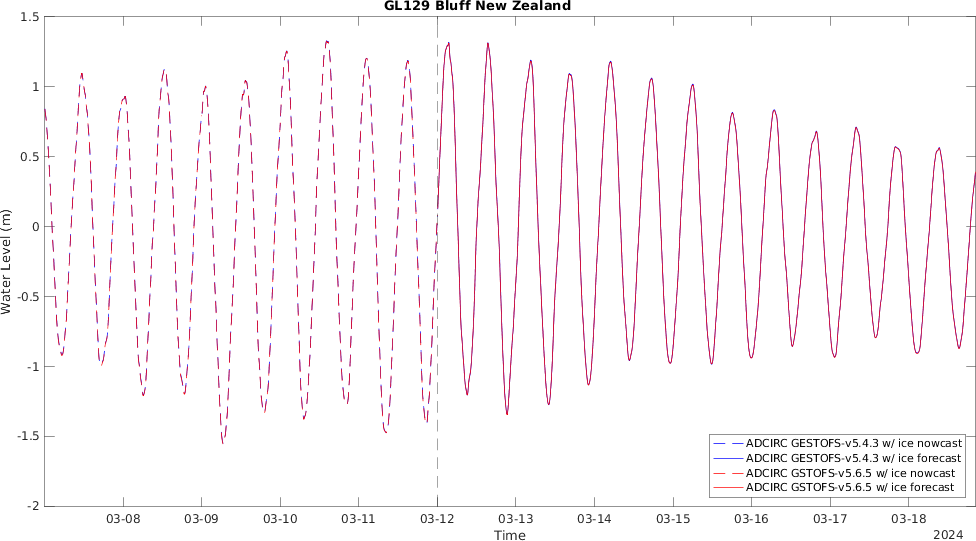 GL129 Bluff New Zealand
1.5
1
0.5
0
-0.5
-1
-1.5
-2
Water Level (m)
ADCIRC GESTOFS-v5.4.3 w/ ice nowcast
ADCIRC GESTOFS-v5.4.3 w/ ice forecast
ADCIRC GSTOFS-v5.6.5 w/ ice nowcast
ADCIRC GSTOFS-v5.6.5 w/ ice forecast
03-08 03-09 03-10 03-11 03-12 03-13 03-14 03-15 03-16 03-17 03-18
Time
2024